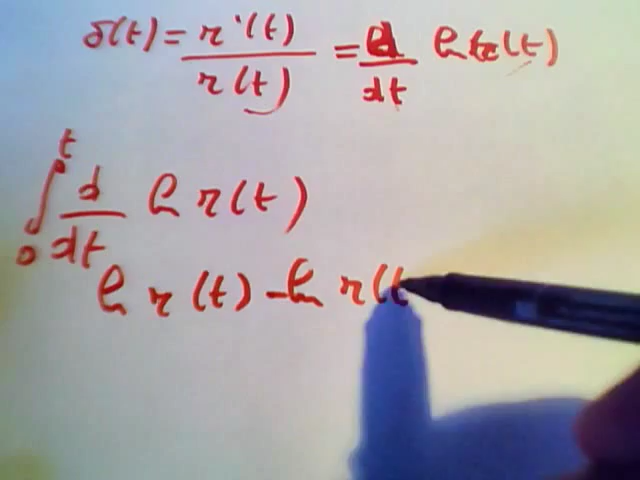 δ(t) = r'(t) / r(t) = d/dt ln r(t)
∫₀ᵗ d/dt ln r(t)
ln r(t) - ln r(t